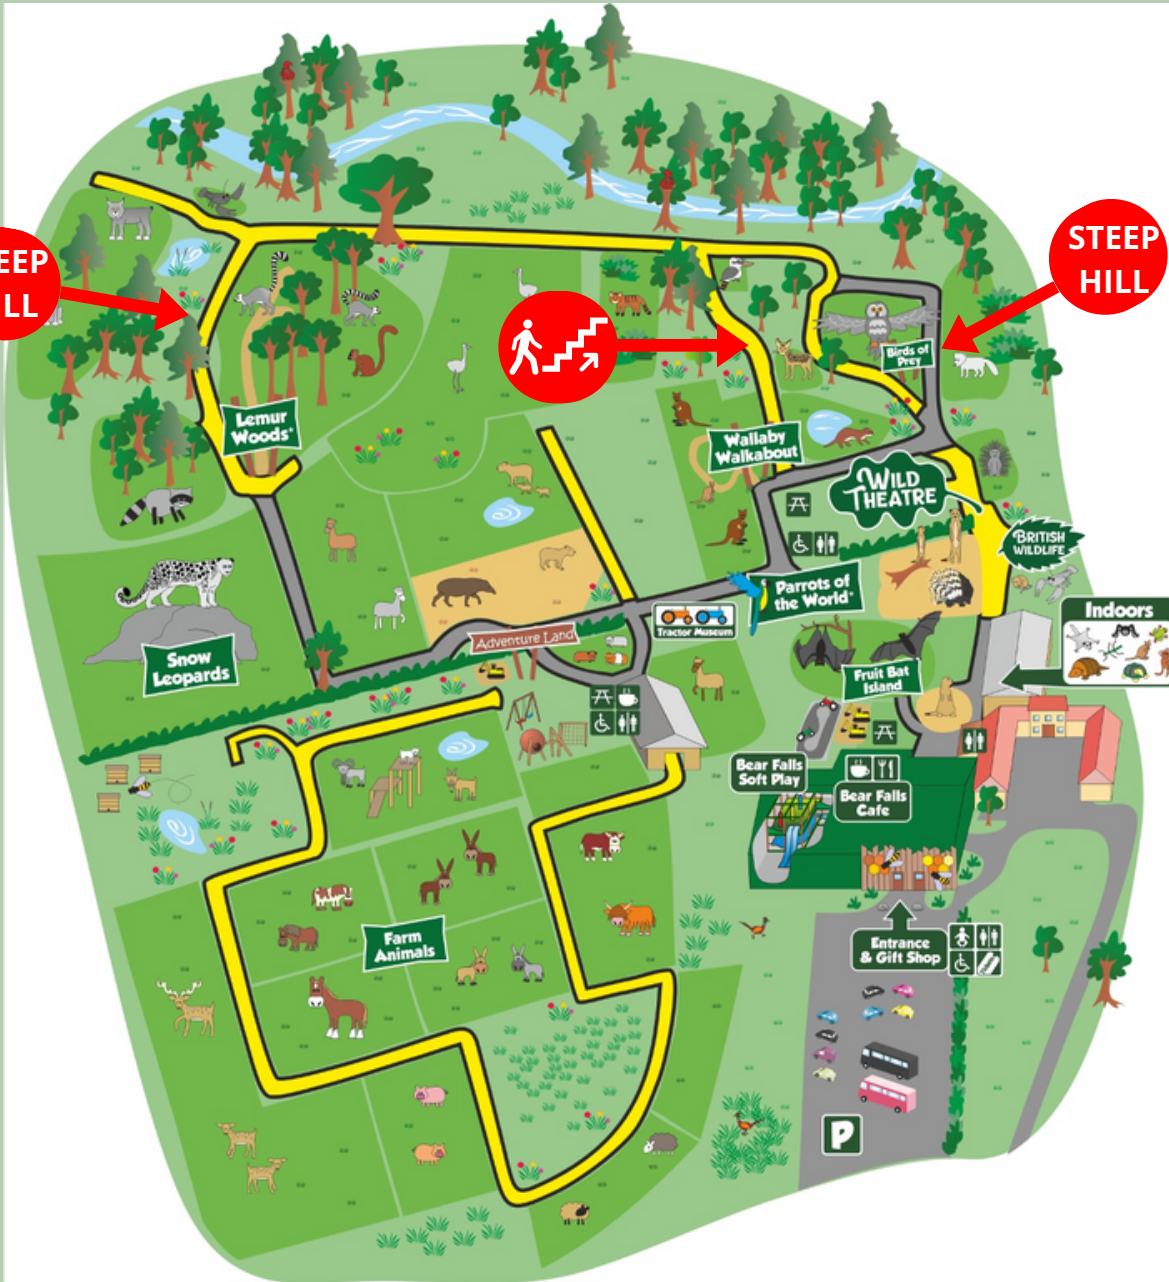 STEEP
HILL
EEP
LL
Birds of
Prey
Lemur
Woods*
Wallaby
Walkabout
WILD
THEATRE
BRITISH
WILDLIFE
Parrots of
the World*
Indoors
Tractor Museum
Adventure Land
Snow
Leopards
Fruit Bat
Island
Bear Falls
Soft Play
Bear Falls
Cafe
Farm
Animals
Entrance
& Gift Shop
P